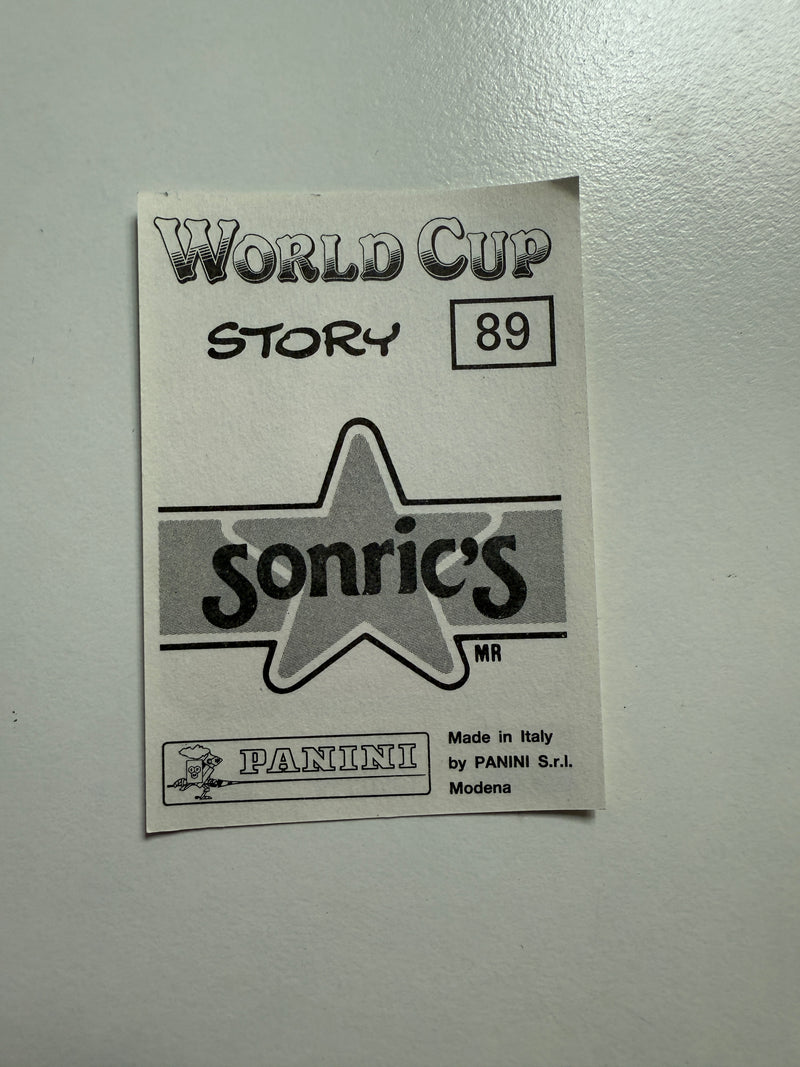 WORLD CUP
STORY 89
sonric's
MR
PANINI
Made in Italy
by PANINI S.r.l.
Modena